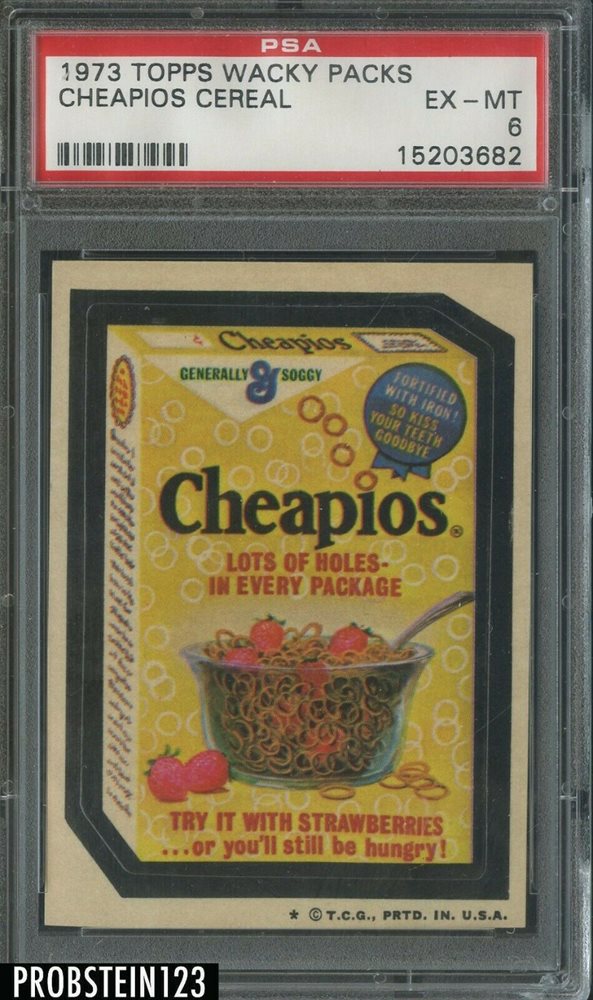 PSA
1973 TOPPS WACKY PACKS
CHEAPIOS CEREAL EX - MT
6
15203682
Cheapios
GENERALLY G SOGGY
FORTIFIED
WITH IRON!
SO KISS
YOUR TEETH
GOODBYE
Cheapios®
LOTS OF HOLES-
IN EVERY PACKAGE
TRY IT WITH STRAWBERRIES
...or you'll still be hungry!
* © T.C.G., PRTD. IN. U.S.A.
PROBSTEIN123